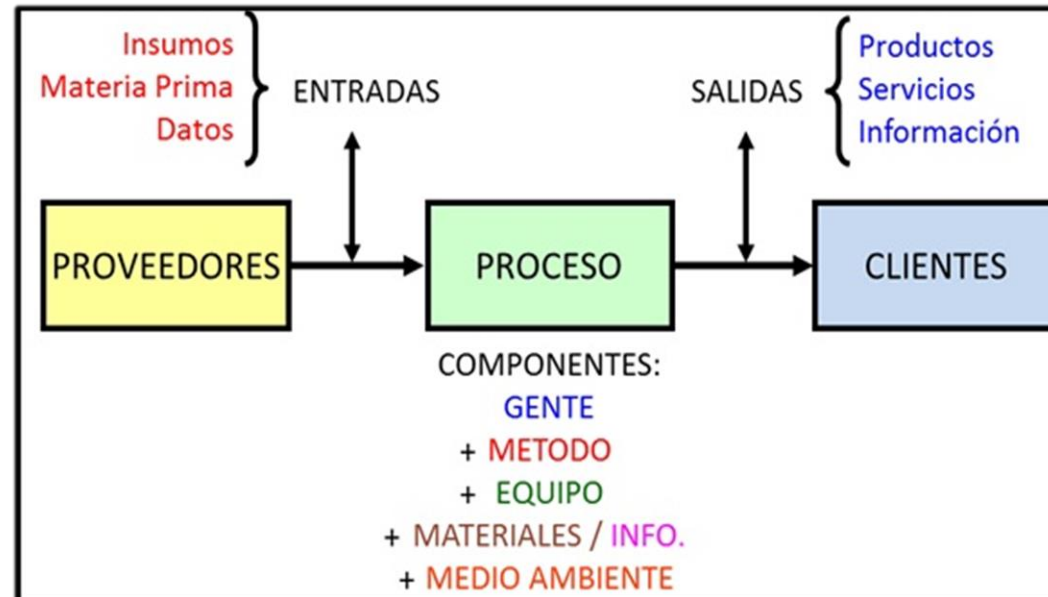 Insumos
Materia Prima
Datos
ENTRADAS
SALIDAS
Productos
Servicios
Información
PROVEEDORES
PROCESO
CLIENTES
COMPONENTES:
GENTE
+ METODO
+ EQUIPO
+ MATERIALES / INFO.
+ MEDIO AMBIENTE